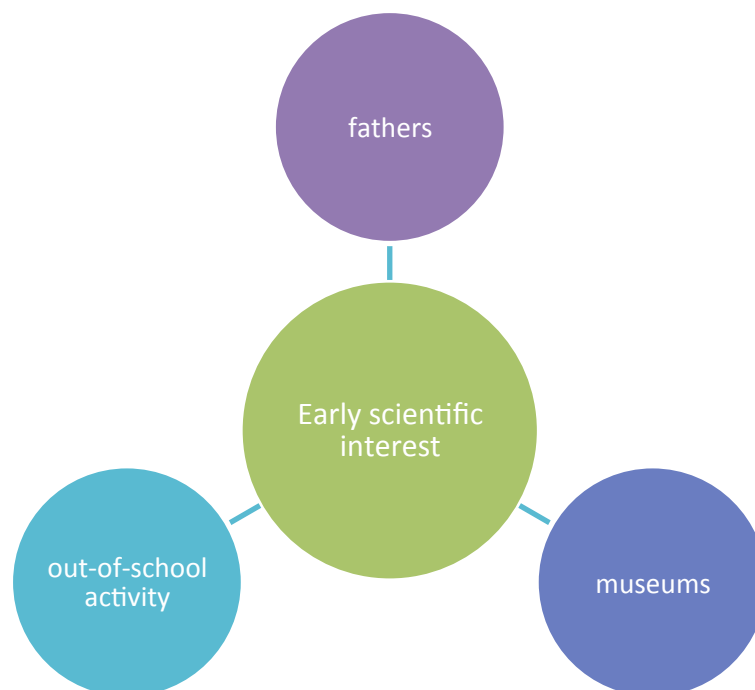 fathers
Early scientific
interest
out-of-school
activity
museums